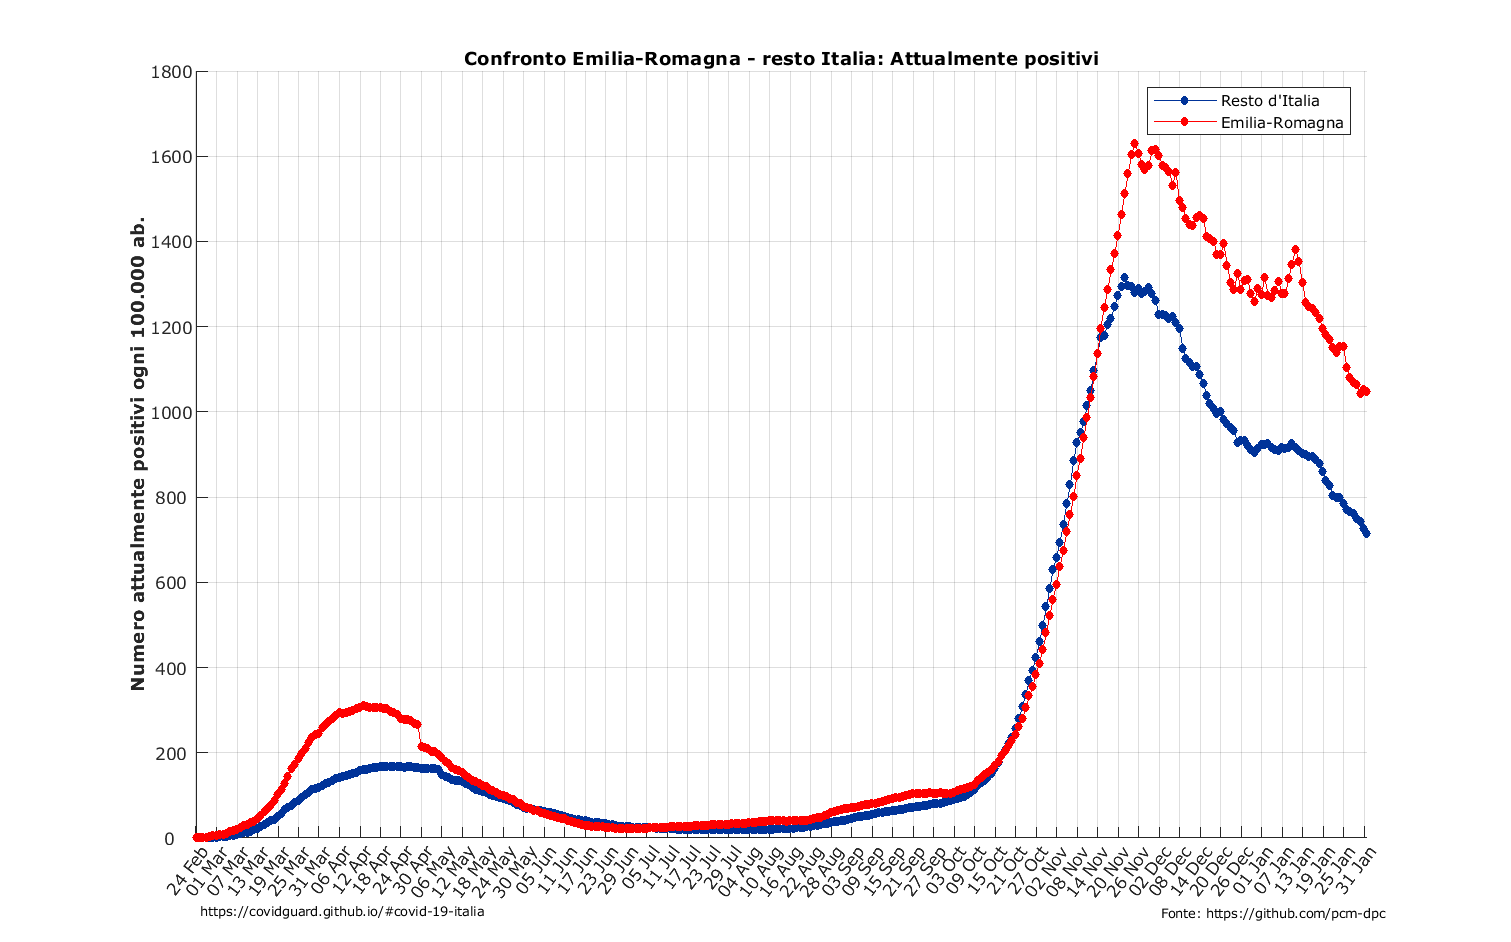 Confronto Emilia-Romagna - resto Italia: Attualmente positivi
Resto d'Italia
Emilia-Romagna
Numero attualmente positivi ogni 100.000 ab.
1800
1600
1400
1200
1000
800
600
400
200
0
24 Feb
01 Mar
07 Mar
13 Mar
19 Mar
25 Mar
31 Mar
06 Apr
12 Apr
18 Apr
24 Apr
30 Apr
06 May
12 May
18 May
24 May
30 May
05 Jun
11 Jun
17 Jun
23 Jun
29 Jun
05 Jul
11 Jul
17 Jul
23 Jul
29 Jul
04 Aug
10 Aug
16 Aug
22 Aug
28 Aug
03 Sep
09 Sep
15 Sep
21 Sep
27 Sep
03 Oct
09 Oct
15 Oct
21 Oct
27 Oct
02 Nov
08 Nov
14 Nov
20 Nov
26 Nov
02 Dec
08 Dec
14 Dec
20 Dec
26 Dec
01 Jan
07 Jan
13 Jan
19 Jan
25 Jan
31 Jan
https://covidguard.github.io/#covid-19-italia
Fonte: https://github.com/pcm-dpc